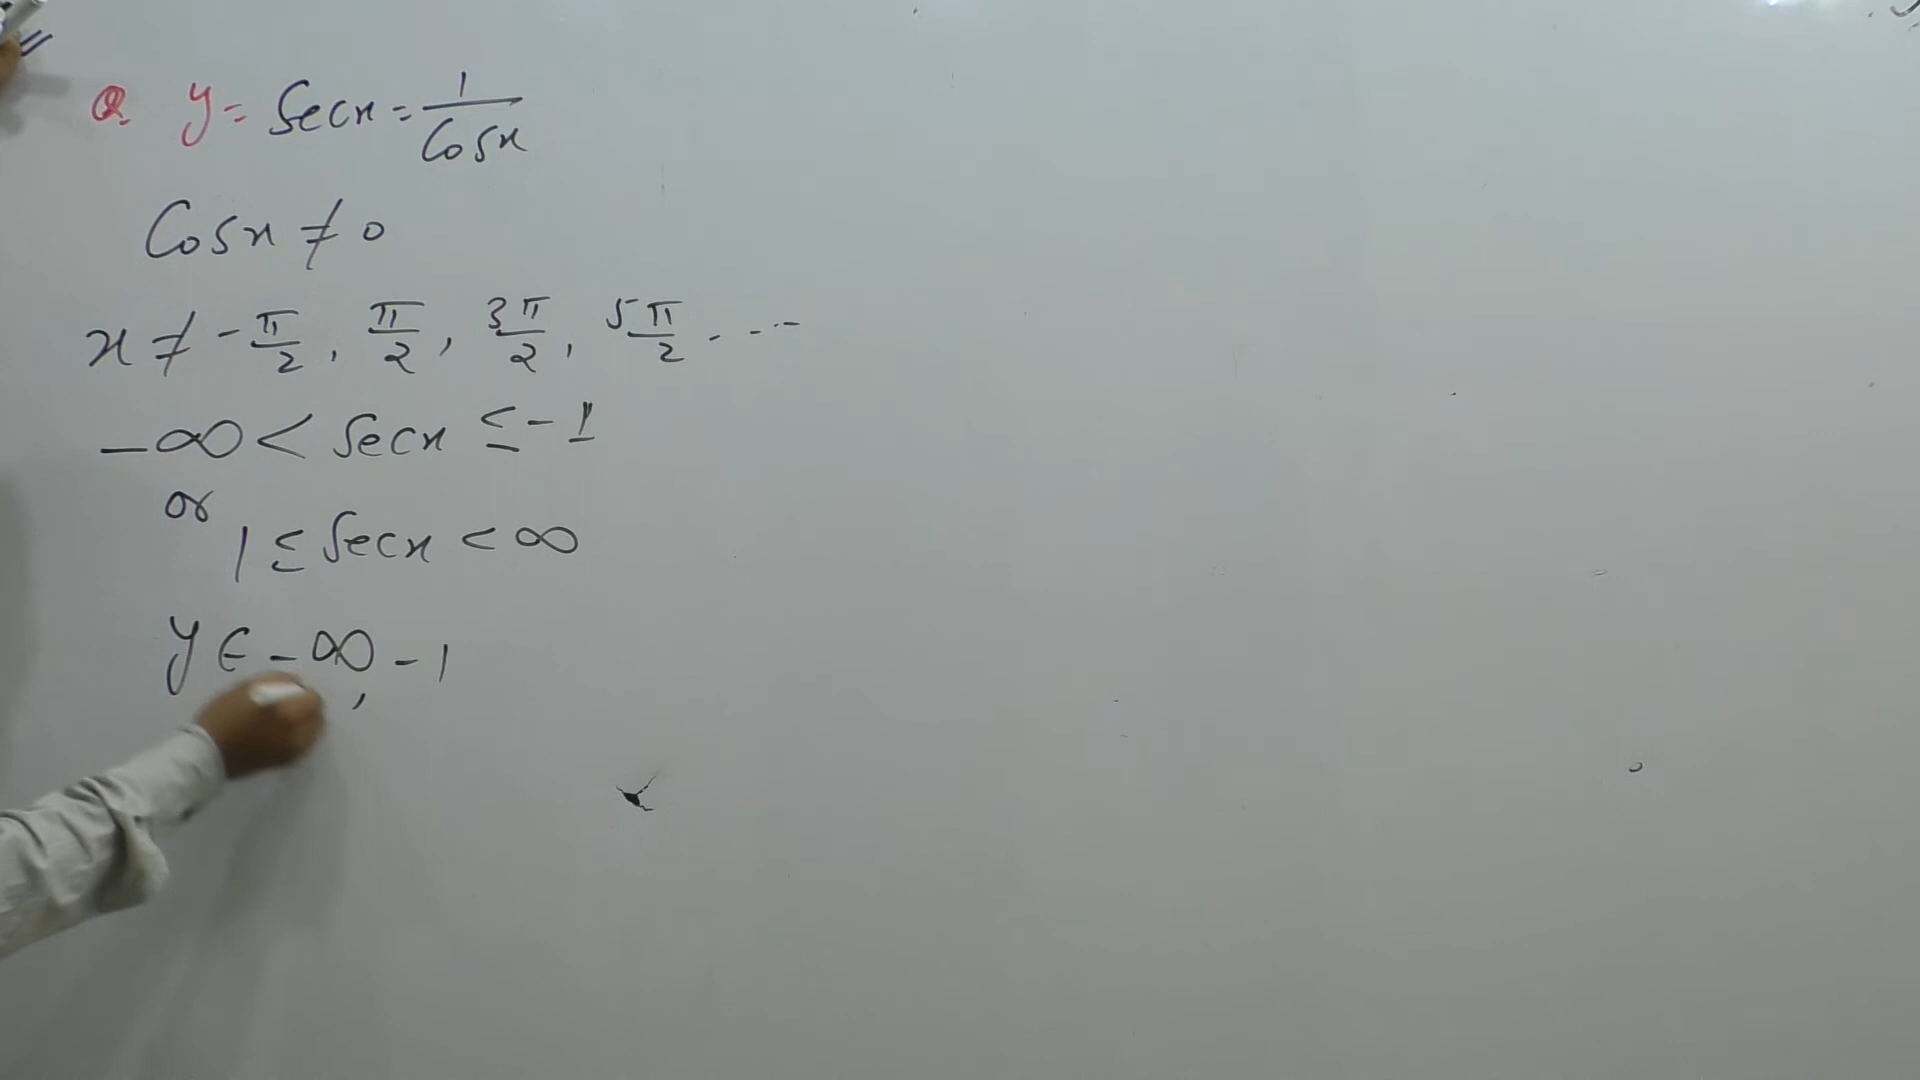 Q. y = Secx = 1/Cosx
Cosx ≠ 0
x ≠ -π/2, π/2, 3π/2, 5π/2 - ---
-∞ < Secx ≤ -1
or
1 ≤ Secx < ∞
y ∈ -∞, -1